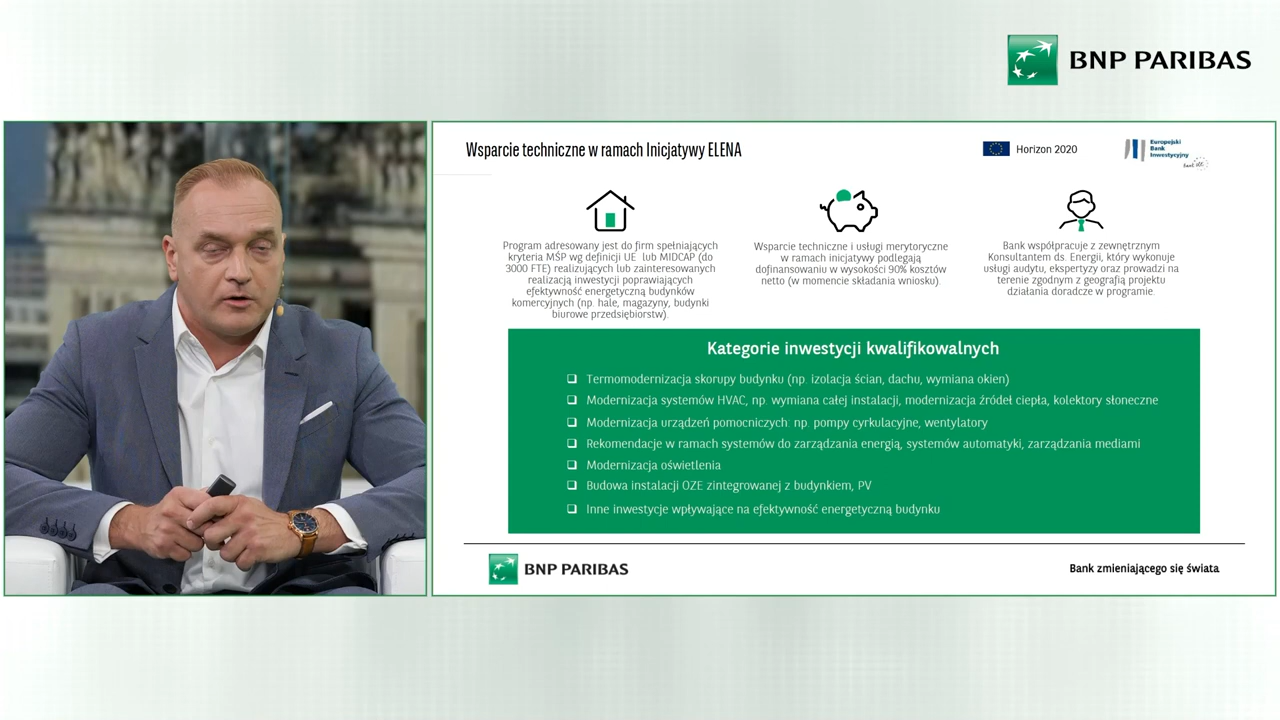 BNP PARIBAS
Wsparcie techniczne w ramach Inicjatywy ELENA
Horizon 2020
Europejski
Bank
Inwestycyjny
Program adresowany jest do firm spełniających
kryteria MŚP wg definicji UE lub MIDCAP (do
3000 FTE) realizujących lub zainteresowanych
realizacją inwestycji poprawiających
efektywność energetyczną budynków
komercyjnych (np. hale, magazyny, budynki
biurowe przedsiębiorstw).
Wsparcie techniczne i usługi merytoryczne
w ramach inicjatywy podlegają
dofinansowaniu w wysokości 90% kosztów
netto (w momencie składania wniosku).
Bank współpracuje z zewnętrznym
Konsultantem ds. Energii, który wykonuje
usługi audytu, ekspertyzy oraz prowadzi na
terenie zgodnym z geografią projektu
działania doradcze w programie.
Kategorie inwestycji kwalifikowalnych
Termomodernizacja skorupy budynku (np. izolacja ścian, dachu, wymiana okien)
Modernizacja systemów HVAC, np. wymiana całej instalacji, modernizacja źródeł ciepła, kolektory słoneczne
Modernizacja urządzeń pomocniczych: np. pompy cyrkulacyjne, wentylatory
Rekomendacje w ramach systemów do zarządzania energią, systemów automatyki, zarządzania mediami
Modernizacja oświetlenia
Budowa instalacji OZE zintegrowanej z budynkiem, PV
Inne inwestycje wpływające na efektywność energetyczną budynku
BNP PARIBAS
Bank zmieniającego się świata